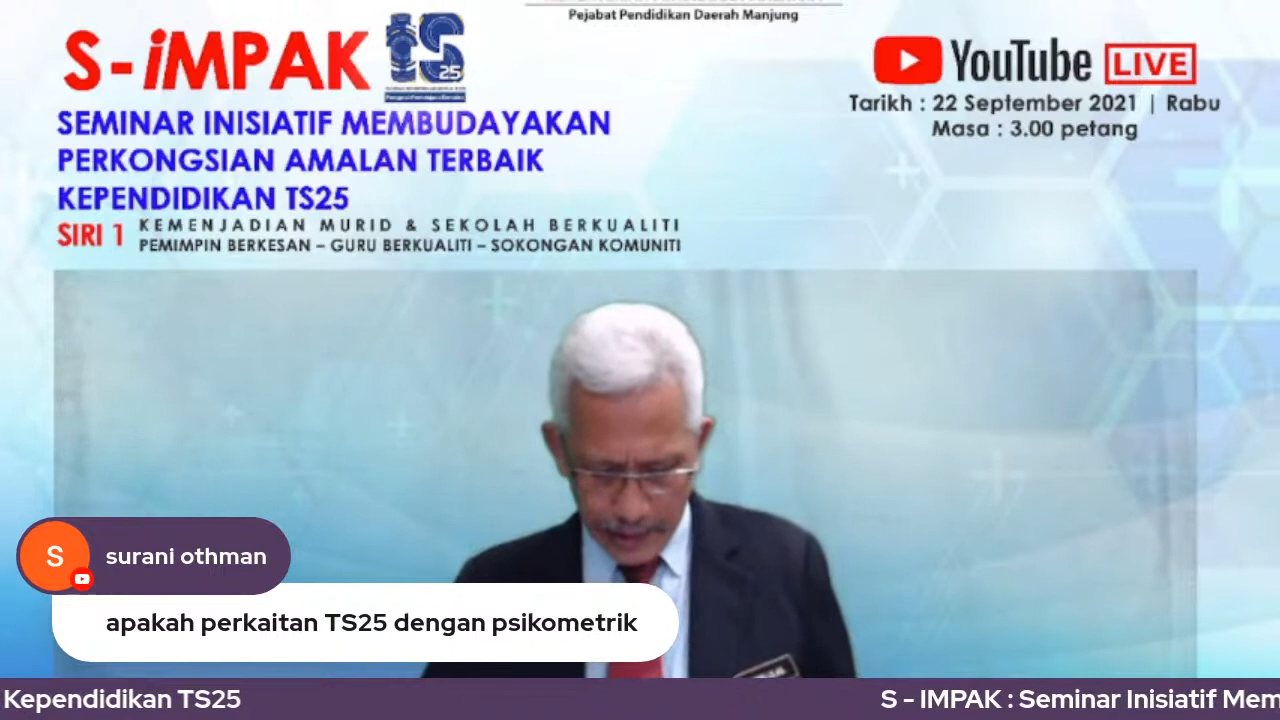 Pejabat Pendidikan Daerah Manjung
S-iMPAK TS
25
YouTube LIVE
Tarikh : 22 September 2021 | Rabu
Masa : 3.00 petang
SEMINAR INISIATIF MEMBUDAYAKAN
PERKONGSIAN AMALAN TERBAIK
KEPENDIDIKAN TS25
SIRI 1 KEMENJADIAN MURID & SEKOLAH BERKUALITI
PEMIMPIN BERKESAN – GURU BERKUALITI – SOKONGAN KOMUNITI
S surani othman
apakah perkaitan TS25 dengan psikometrik
Kependidikan TS25 S - IMPAK : Seminar Inisiatif Mem